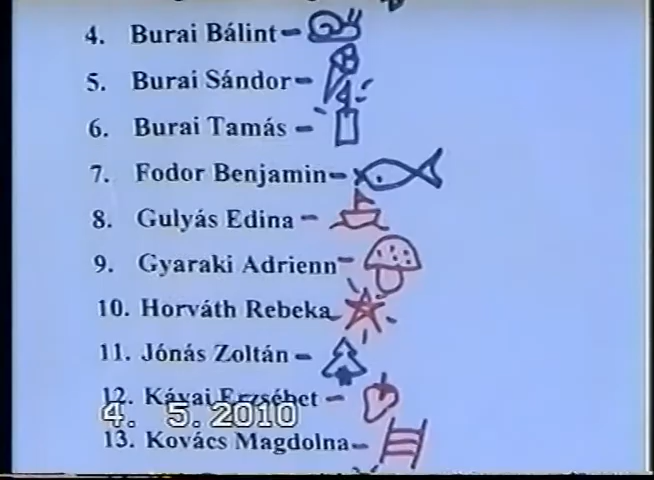 4. Burai Bálint -
5. Burai Sándor -
6. Burai Tamás -
7. Fodor Benjamin -
8. Gulyás Edina -
9. Gyaraki Adrienn -
10. Horváth Rebeka -
11. Jónás Zoltán -
12. Kávai Erzsébet -
4. 5. 2010
13. Kovács Magdolna -